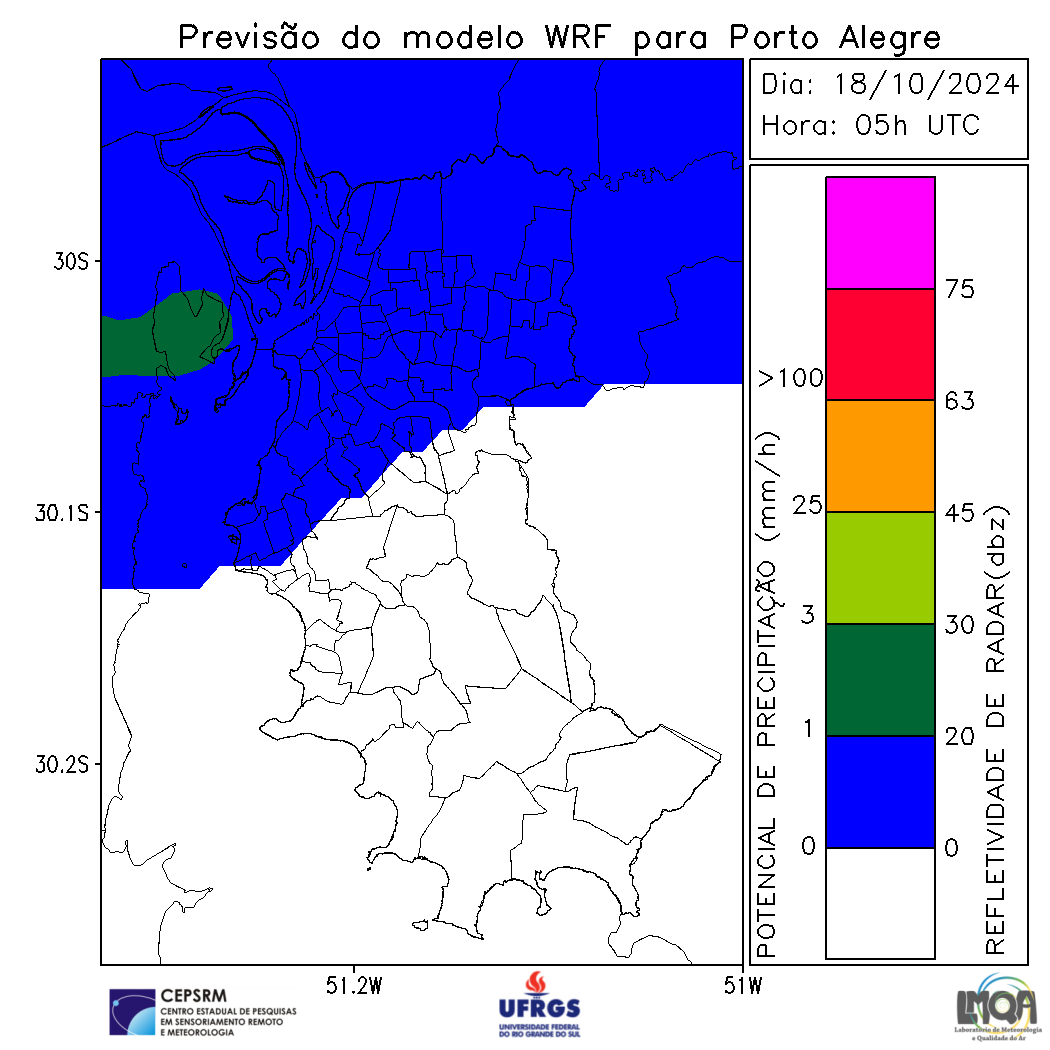 Previsão do modelo WRF para Porto Alegre
Dia: 18/10/2024
Hora: 05h UTC
30S
30.1S
30.2S
51.2W
51W
POTENCIAL DE PRECIPITAÇÃO (mm/h)
>100
25
3
1
0
75
63
45
30
20
0
REFLETIVIDADE DE RADAR(dbz)
CEPSRM
CENTRO ESTADUAL DE PESQUISAS
EM SENSORIAMENTO REMOTO
E METEOROLOGIA
UFRGS
UNIVERSIDADE FEDERAL
DO RIO GRANDE DO SUL
LMQA
Laboratório de Meteorologia
e Qualidade do Ar